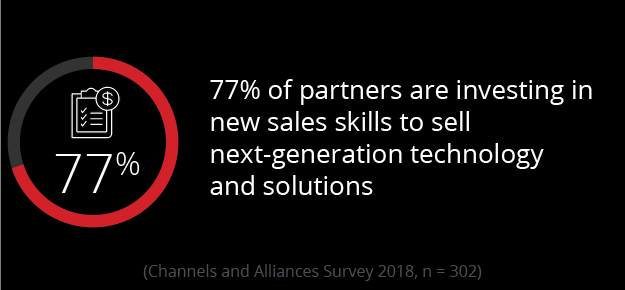 77%
77% of partners are investing in
new sales skills to sell
next-generation technology
and solutions
(Channels and Alliances Survey 2018, n = 302)